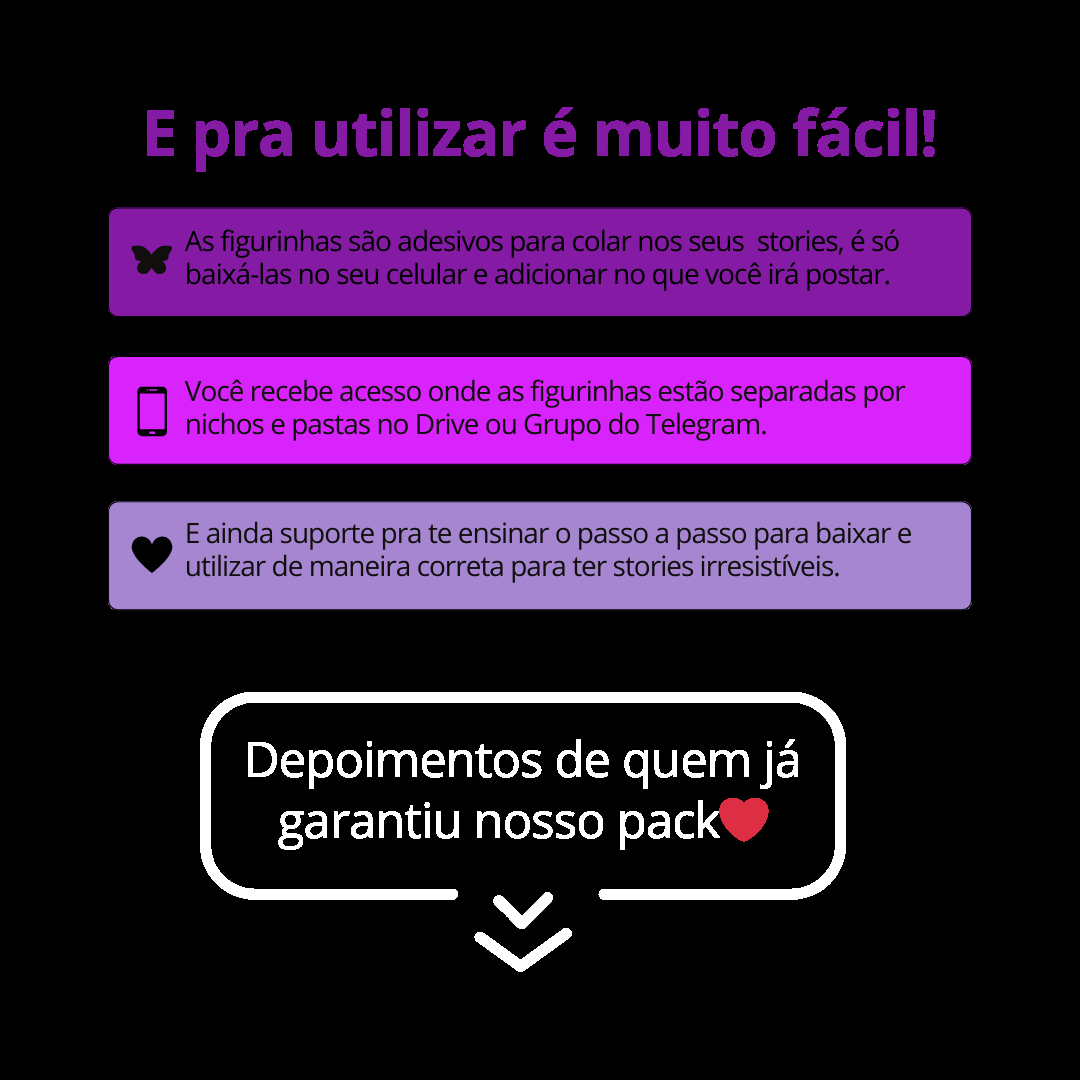 E pra utilizar é muito fácil!
As figurinhas são adesivos para colar nos seus  stories, é só
baixá-las no seu celular e adicionar no que você irá postar.
Você recebe acesso onde as figurinhas estão separadas por
nichos e pastas no Drive ou Grupo do Telegram.
E ainda suporte pra te ensinar o passo a passo para baixar e
utilizar de maneira correta para ter stories irresistíveis.
Depoimentos de quem já
garantiu nosso pack❤️